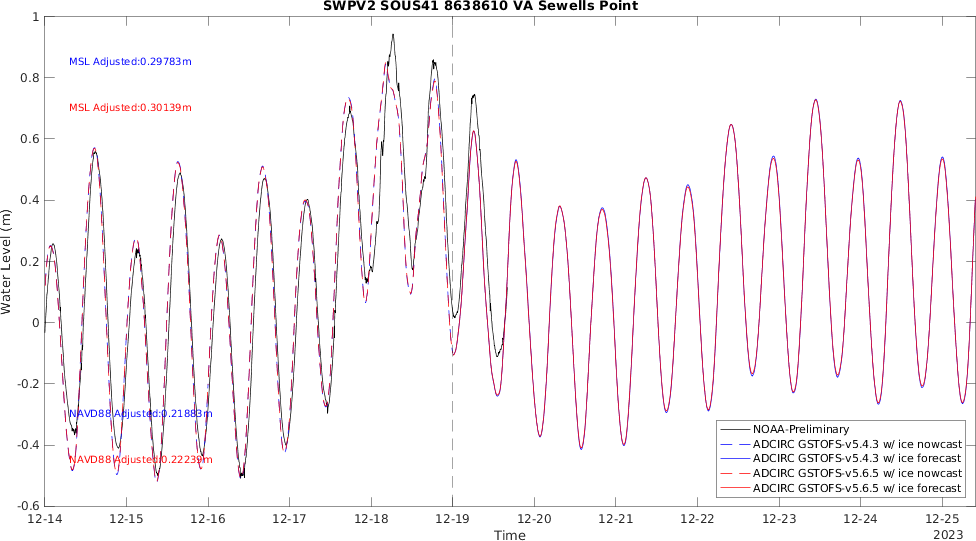 SWPV2 SOUS41 8638610 VA Sewells Point
1
0.8
0.6
0.4
0.2
0
-0.2
-0.4
-0.6
Water Level (m)
MSL Adjusted:0.29783m
MSL Adjusted:0.30139m
NAVD88 Adjusted:0.21883m
NAVD88 Adjusted:0.22239m
NOAA-Preliminary
ADCIRC GSTOFS-v5.4.3 w/ ice nowcast
ADCIRC GSTOFS-v5.4.3 w/ ice forecast
ADCIRC GSTOFS-v5.6.5 w/ ice nowcast
ADCIRC GSTOFS-v5.6.5 w/ ice forecast
12-14 12-15 12-16 12-17 12-18 12-19 12-20 12-21 12-22 12-23 12-24 12-25
Time
2023